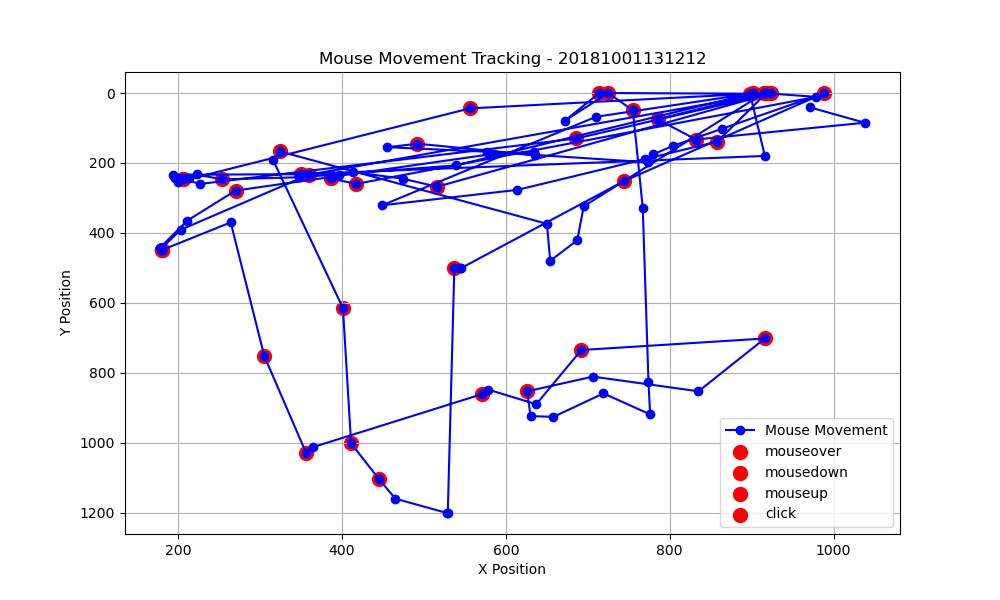 Mouse Movement Tracking - 20181001131212
Y Position
0
200
400
600
800
1000
1200
200
400
600
800
1000
X Position
Mouse Movement
mouseover
mousedown
mouseup
click